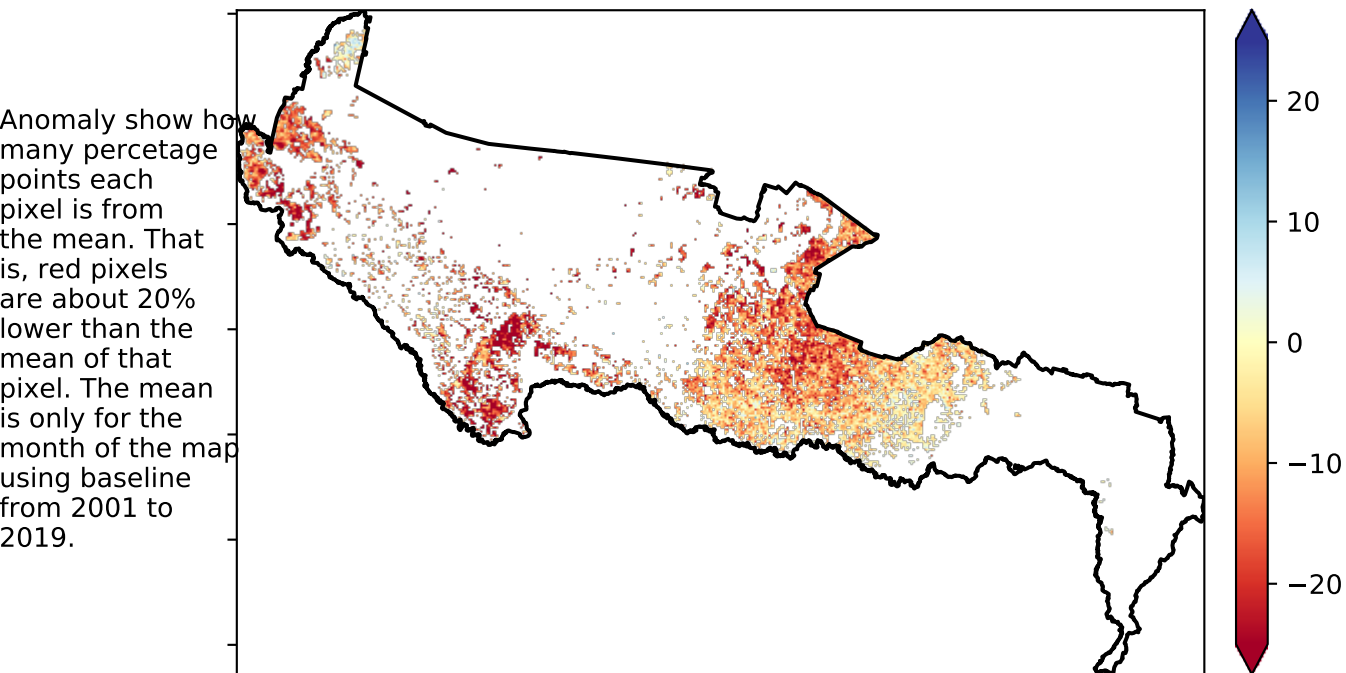 Anomaly show how
many percetage
points each
pixel is from
the mean. That
is, red pixels
are about 20%
lower than the
mean of that
pixel. The mean
is only for the
month of the map
using baseline
from 2001 to
2019.
20
10
0
−10
−20